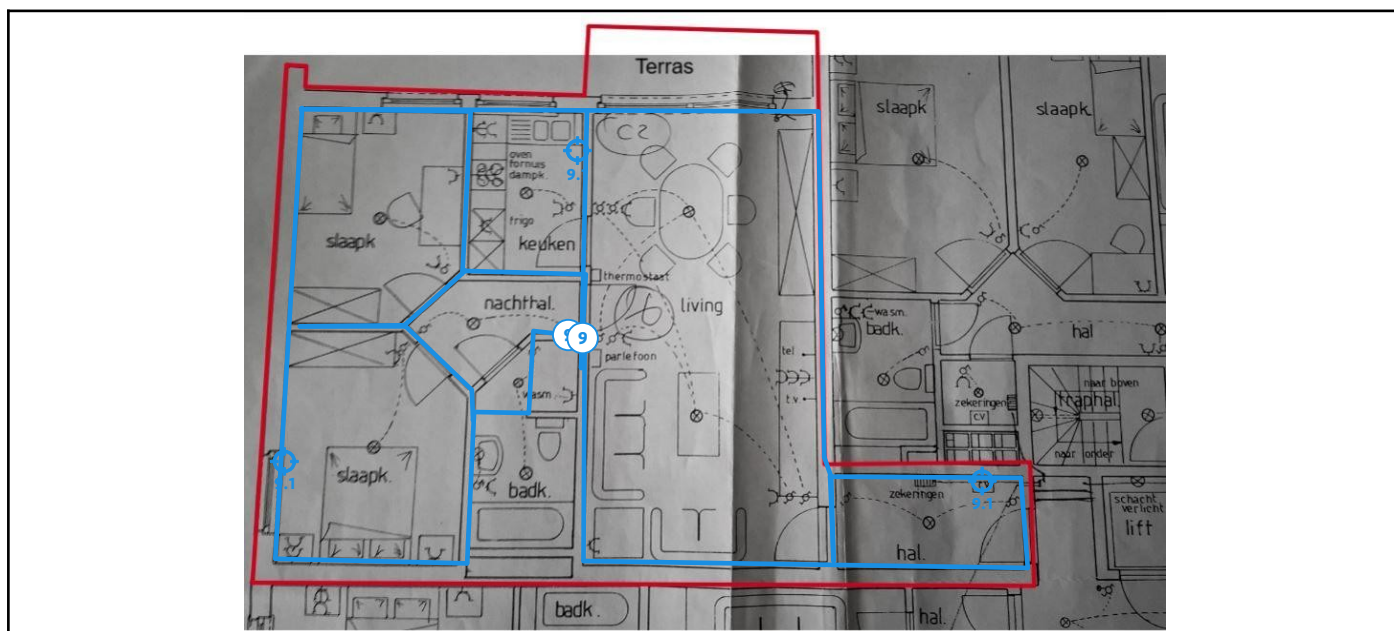 Terras
slaapk
slaapk
oven
fornuis
dampk.
9.
trigo
keuken
slaapk
thermostaat
nachthal.
living
9
parlefoon
wasm.
tel
t.v
wasm.
badk.
hal
zekeringen
cv
naar boven
traphal.
naar onder
slaapk.
9.1
badk.
zekeringen
9.1
hal.
schacht
verlicht
lift
badk.
hal.